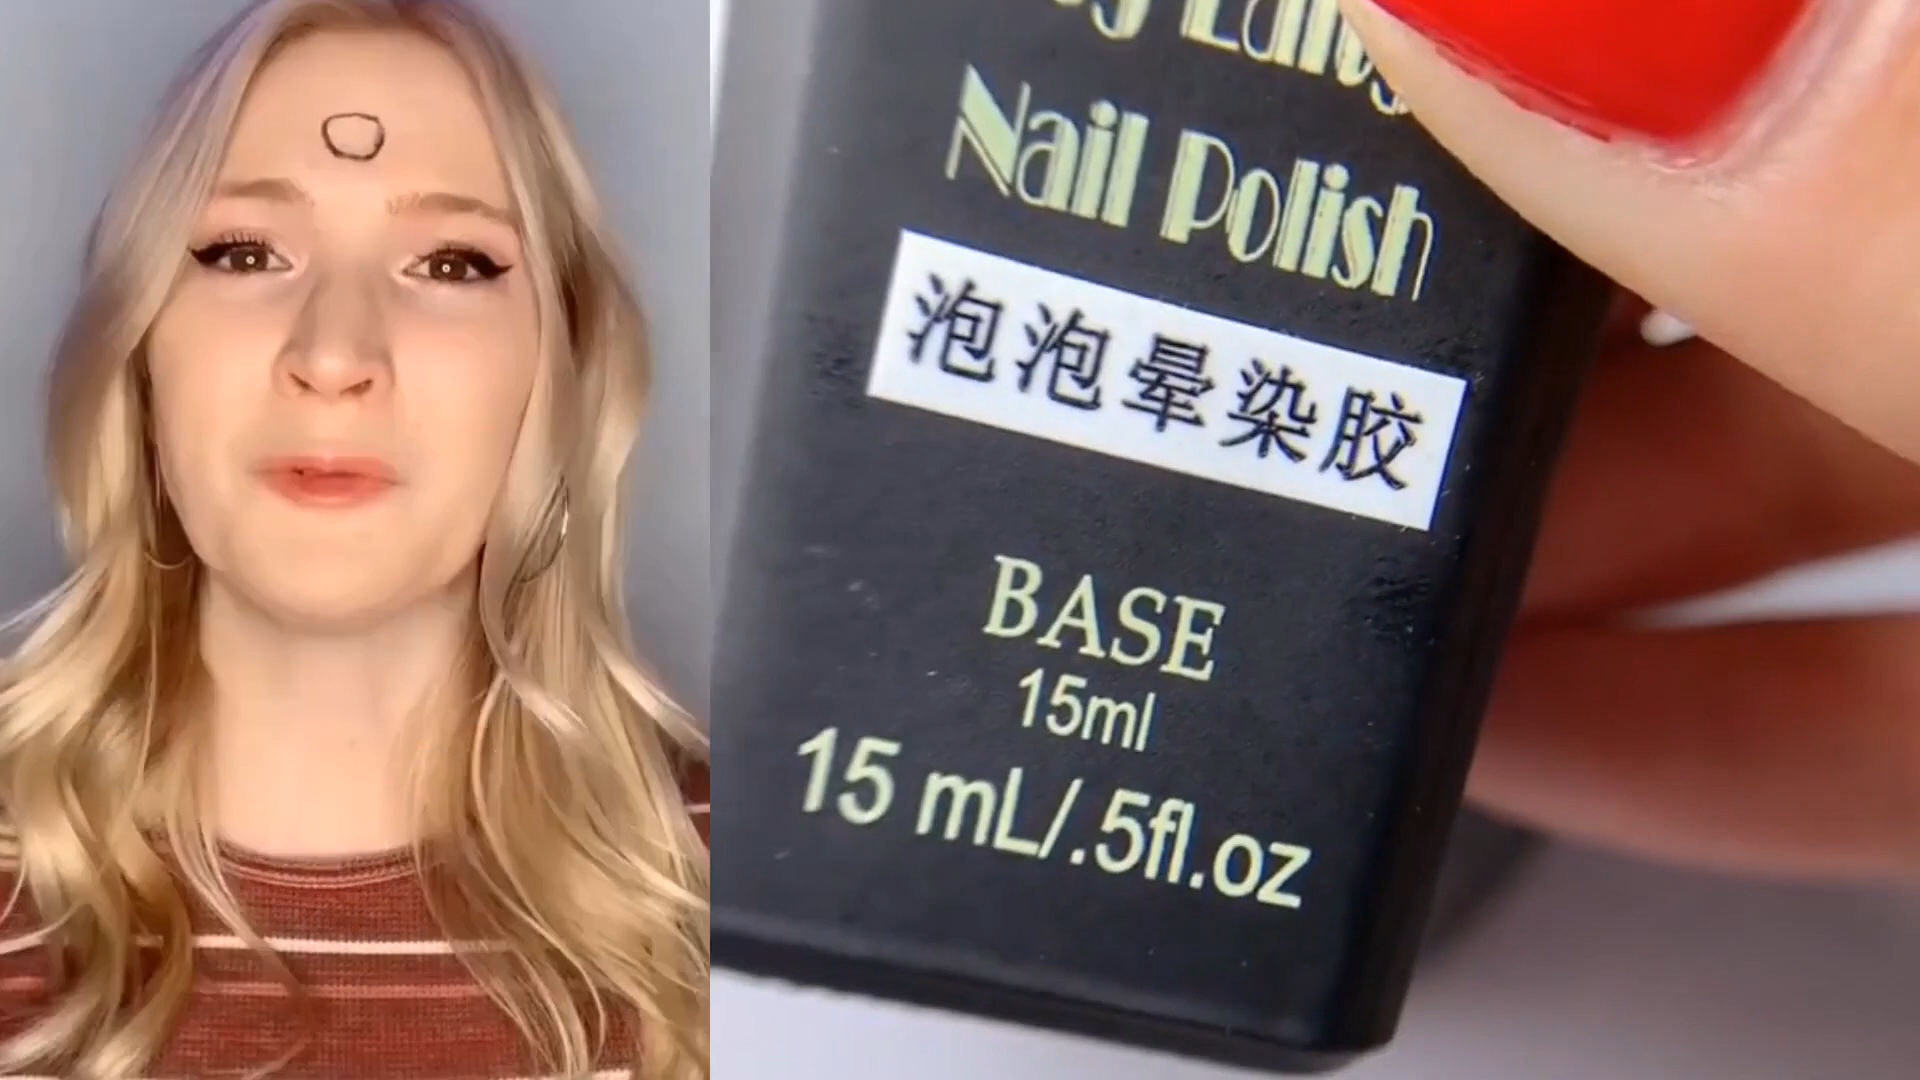 Nail Polish
泡泡晕染胶
BASE
15ml
15 mL/.5fl.oz